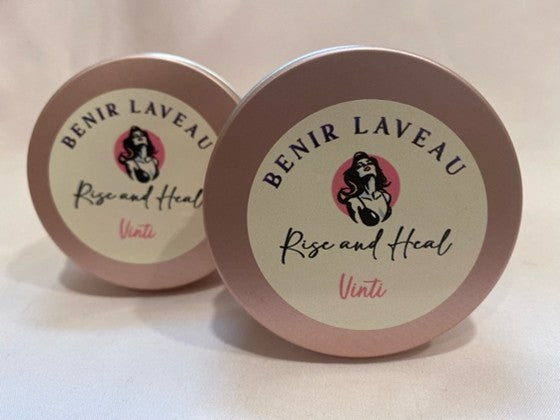 BENIR LAVEAU
Rise and Heal
Vinti
BENIR LAVEAU
Rise and Heal
Vinti